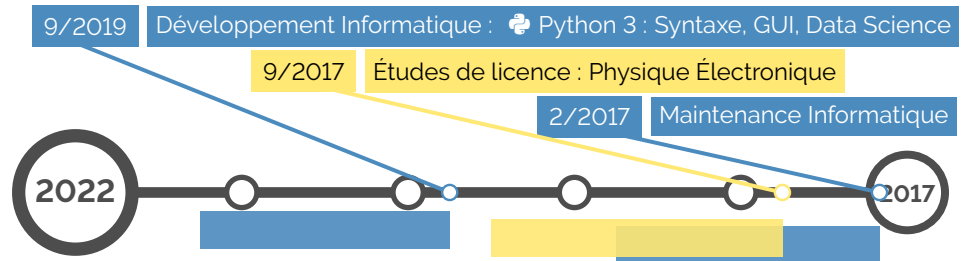 9/2019 Développement Informatique : Python 3 : Syntaxe, GUI, Data Science
9/2017 Études de licence : Physique Électronique
2/2017 Maintenance Informatique
2022 2017